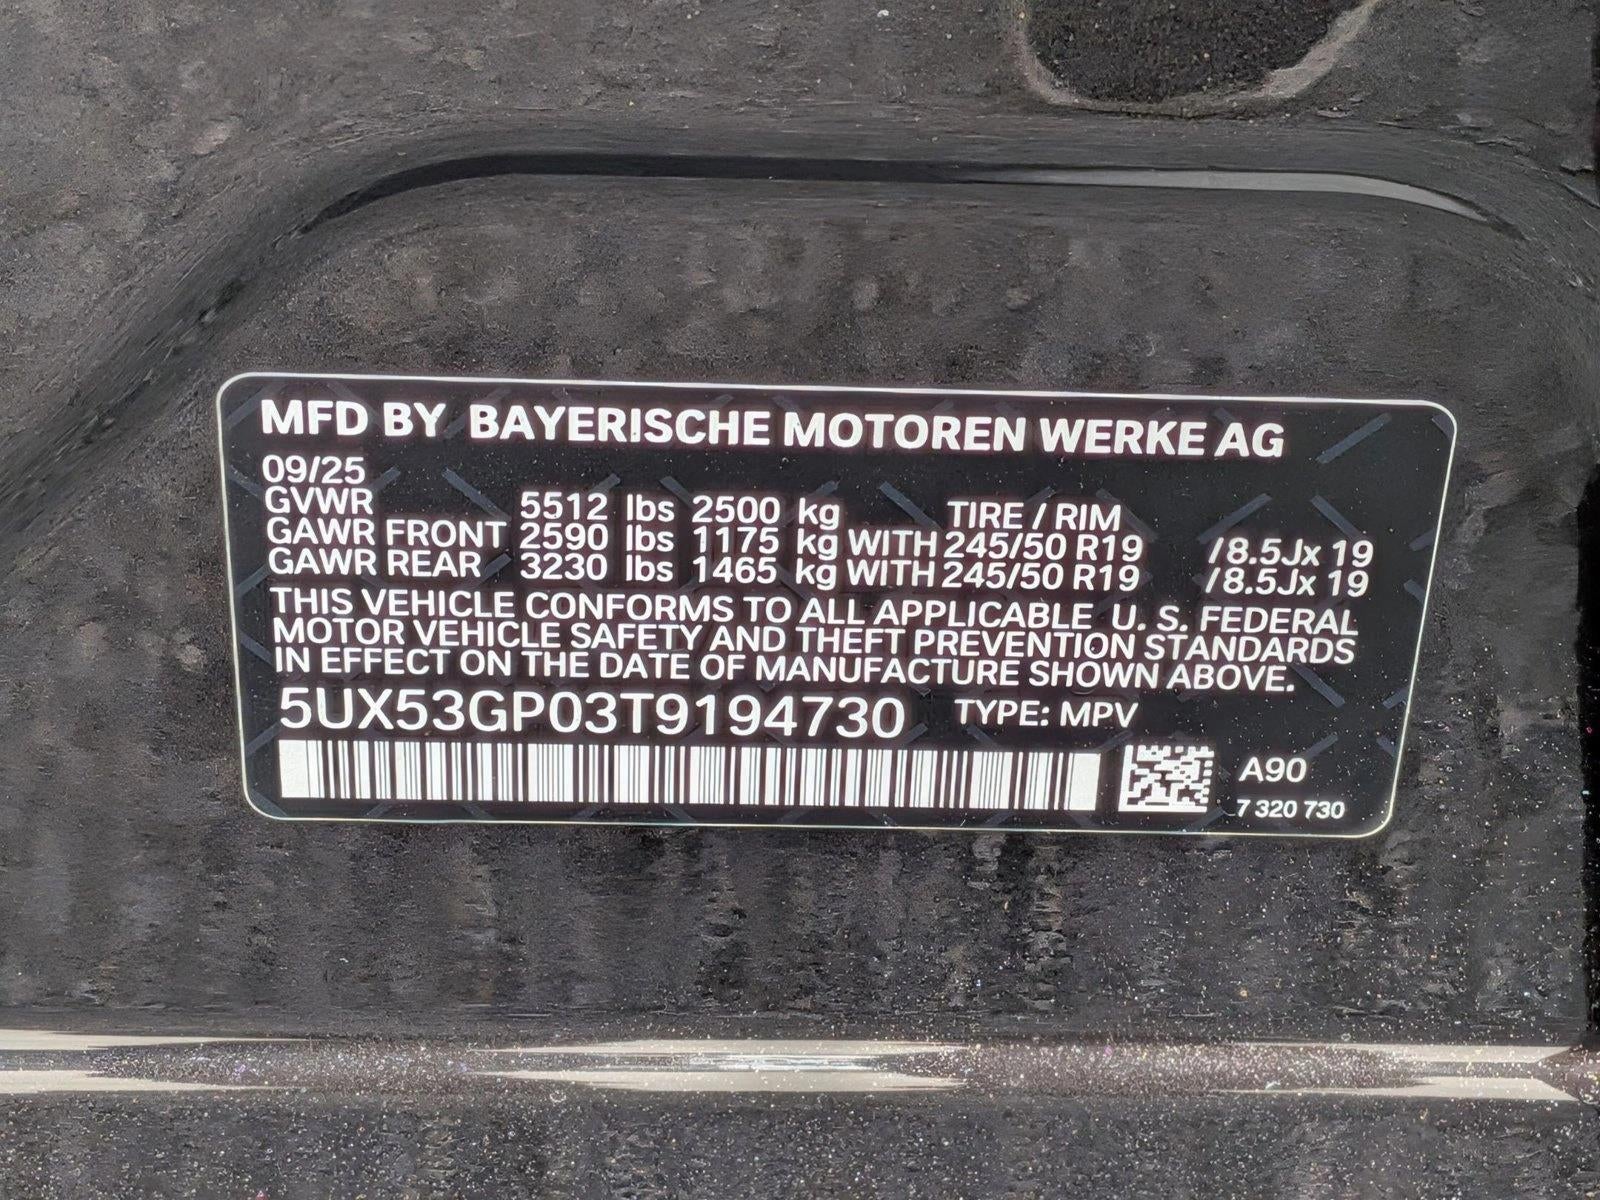 MFD BY BAYERISCHE MOTOREN WERKE AG
09/25
GVWR 5512 lbs 2500 kg TIRE / RIM
GAWR FRONT 2590 lbs 1175 kg WITH 245/50 R19 /8.5Jx 19
GAWR REAR 3230 lbs 1465 kg WITH 245/50 R19 /8.5Jx 19
THIS VEHICLE CONFORMS TO ALL APPLICABLE U. S. FEDERAL
MOTOR VEHICLE SAFETY AND THEFT PREVENTION STANDARDS
IN EFFECT ON THE DATE OF MANUFACTURE SHOWN ABOVE.
5UX53GP03T9194730 TYPE: MPV
A90
7 320 730